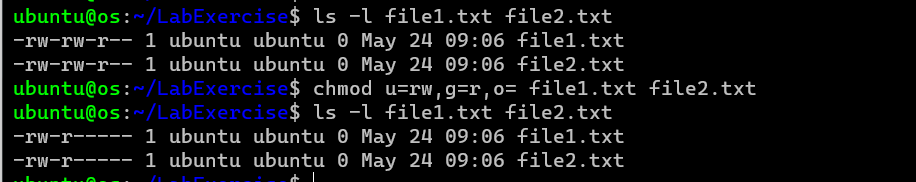 ubuntu@os:~/LabExercise$ ls -l file1.txt file2.txt
-rw-rw-r-- 1 ubuntu ubuntu 0 May 24 09:06 file1.txt
-rw-rw-r-- 1 ubuntu ubuntu 0 May 24 09:06 file2.txt
ubuntu@os:~/LabExercise$ chmod u=rw,g=r,o= file1.txt file2.txt
ubuntu@os:~/LabExercise$ ls -l file1.txt file2.txt
-rw-r----- 1 ubuntu ubuntu 0 May 24 09:06 file1.txt
-rw-r----- 1 ubuntu ubuntu 0 May 24 09:06 file2.txt
ubuntu@os:~/LabExercise$